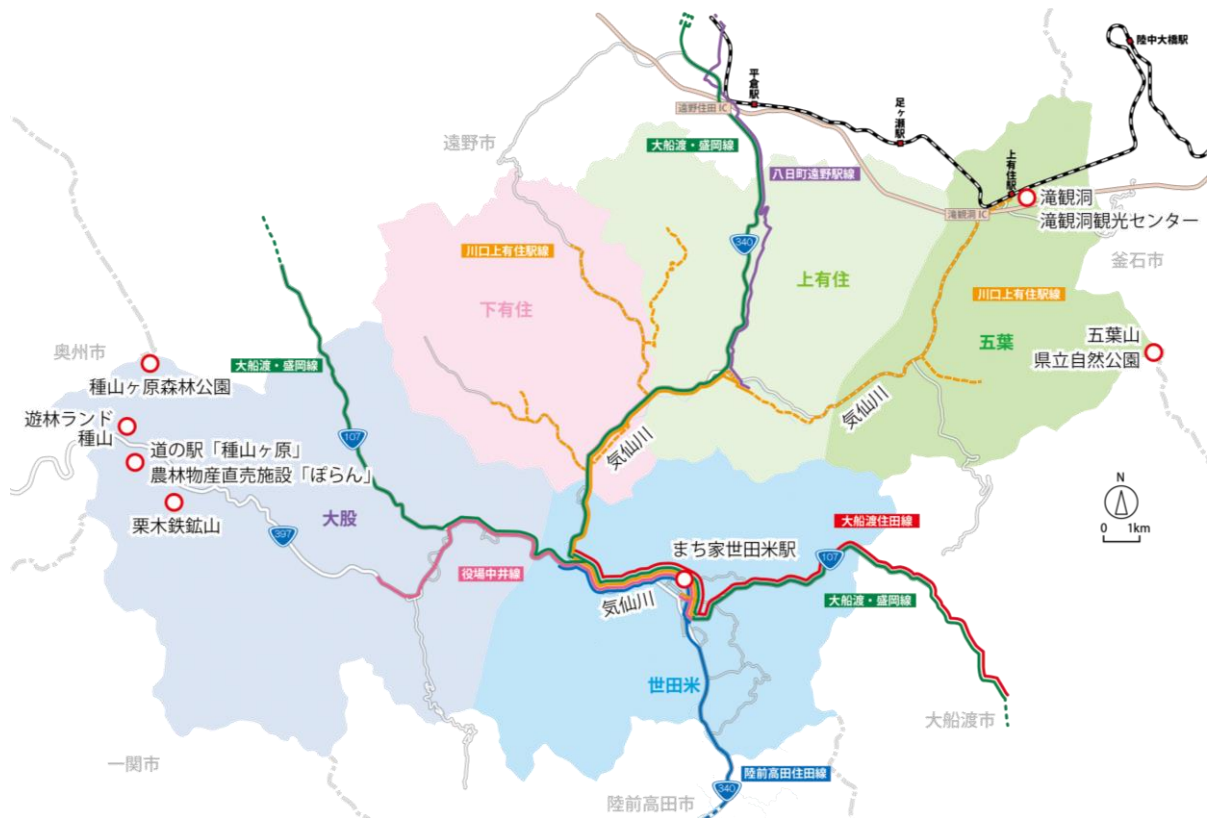 陸中大橋駅
平倉駅
遠野住田IC
足ヶ瀬駅
遠野市
大船渡・盛岡線
八日町遠野駅線
上有住駅
滝観洞
滝観洞IC
滝観洞観光センター
340
川口上有住駅線
釜石市
上有住
川口上有住駅線
下有住
五葉
五葉山
県立自然公園
奥州市
大船渡・盛岡線
種山ヶ原森林公園
気仙川
遊林ランド
種山
107
気仙川
道の駅「種山ヶ原」
農林物産直売施設「ぽらん」
栗木鉄鉱山
大股
397
N
0 1km
大船渡住田線
まち家世田米駅
107
役場中井線
大船渡・盛岡線
気仙川
世田米
大船渡市
一関市
陸前高田住田線
340
陸前高田市